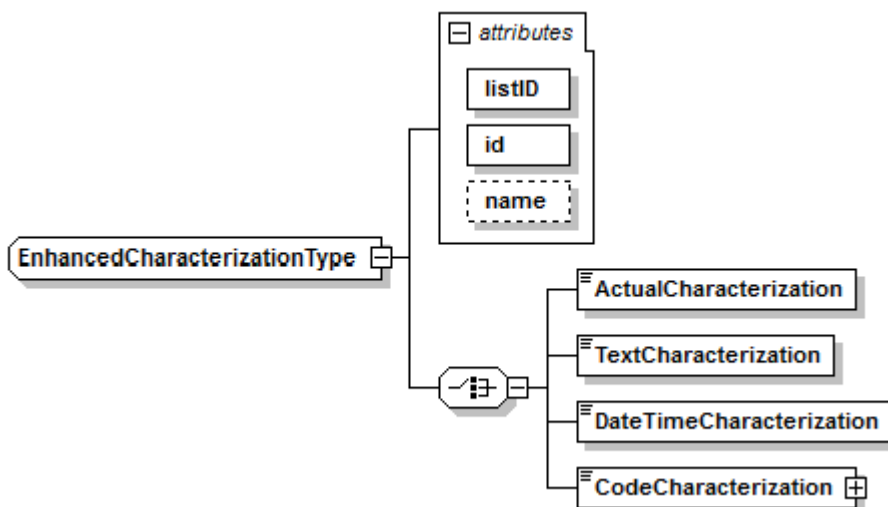 attributes
listID
id
name
EnhancedCharacterizationType
ActualCharacterization
TextCharacterization
DateTimeCharacterization
CodeCharacterization